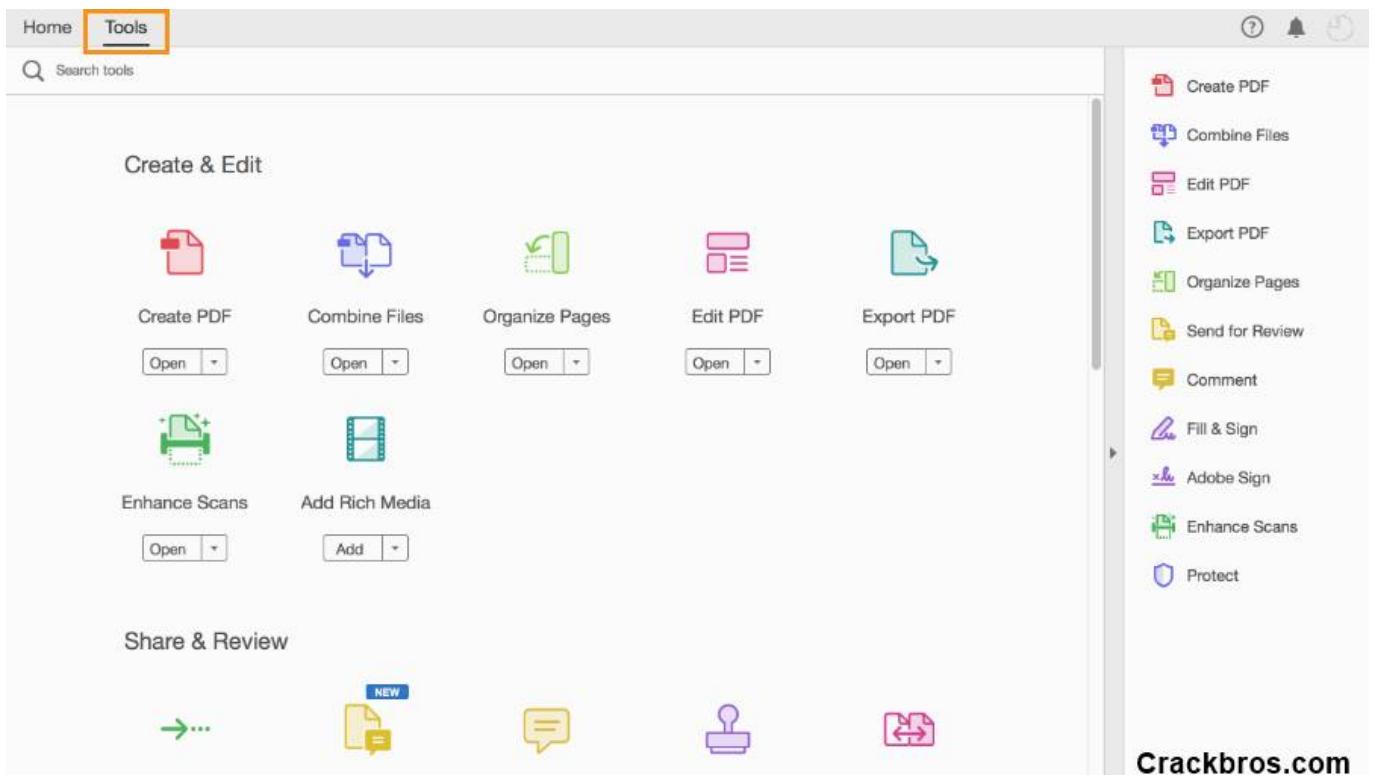 Home Tools
Search tools
Create & Edit
Create PDF Combine Files Organize Pages Edit PDF Export PDF
Open Open Open Open Open
Enhance Scans Add Rich Media
Open Add
Share & Review
NEW
Create PDF
Combine Files
Edit PDF
Export PDF
Organize Pages
Send for Review
Comment
Fill & Sign
Adobe Sign
Enhance Scans
Protect
Crackbros.com